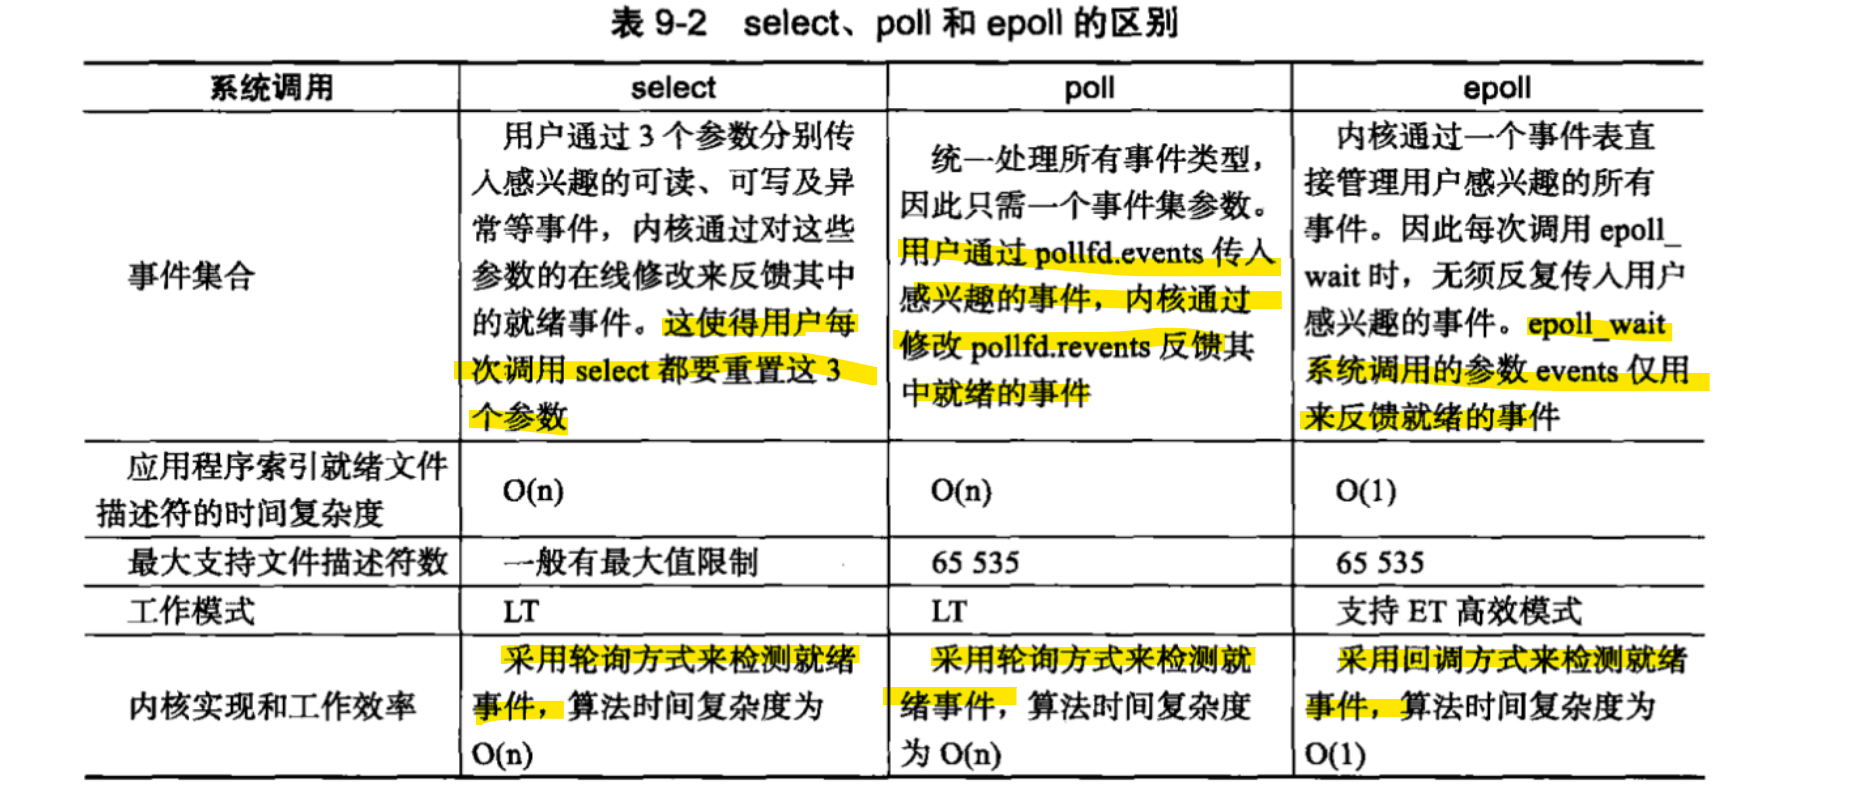 表 9-2 select、poll 和 epoll 的区别
系统调用
select
poll
epoll
事件集合
用户通过 3 个参数分别传
入感兴趣的可读、可写及异
常等事件，内核通过对这些
参数的在线修改来反馈其中
的就绪事件。这使得用户每
次调用 select 都要重置这 3
个参数
统一处理所有事件类型，
因此只需一个事件集参数。
用户通过 pollfd.events 传入
感兴趣的事件，内核通过
修改 pollfd.revents 反馈其
中就绪的事件
内核通过一个事件表直
接管理用户感兴趣的所有
事件。因此每次调用 epoll_
wait 时，无须反复传入用户
感兴趣的事件。epoll_wait
系统调用的参数 events 仅用
来反馈就绪的事件
应用程序索引就绪文件
描述符的时间复杂度
O(n)
O(n)
O(1)
最大支持文件描述符数
一般有最大值限制
65 535
65 535
工作模式
LT
LT
支持 ET 高效模式
内核实现和工作效率
采用轮询方式来检测就绪
事件，算法时间复杂度为
O(n)
采用轮询方式来检测就
绪事件，算法时间复杂度
为 O(n)
采用回调方式来检测就绪
事件，算法时间复杂度为
O(1)